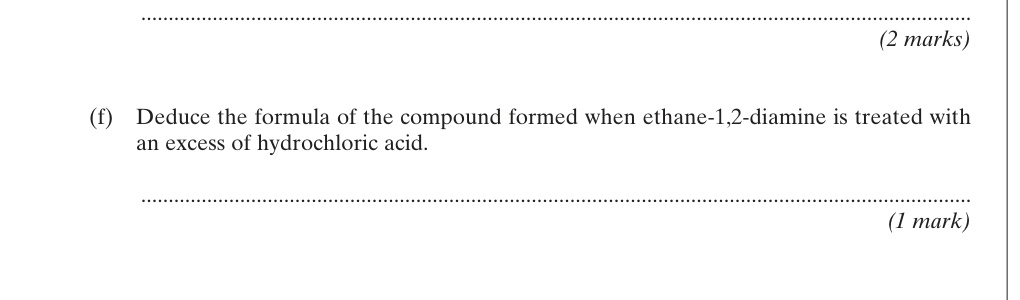 (2 marks)
(f) Deduce the formula of the compound formed when ethane-1,2-diamine is treated with
an excess of hydrochloric acid.
(1 mark)